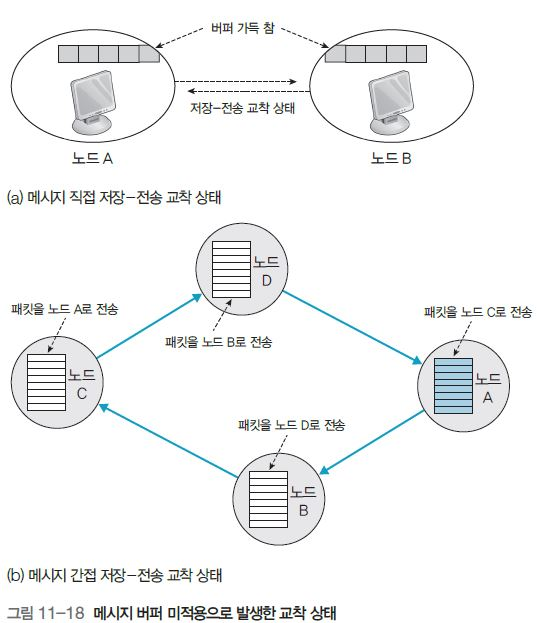 버퍼 가득 참
저장-전송 교착 상태
노드 A
노드 B
(a) 메시지 직접 저장-전송 교착 상태
노드
D
패킷을 노드 A로 전송
패킷을 노드 B로 전송
패킷을 노드 C로 전송
노드
C
노드
A
패킷을 노드 D로 전송
노드
B
(b) 메시지 간접 저장-전송 교착 상태
그림 11-18 메시지 버퍼 미적용으로 발생한 교착 상태